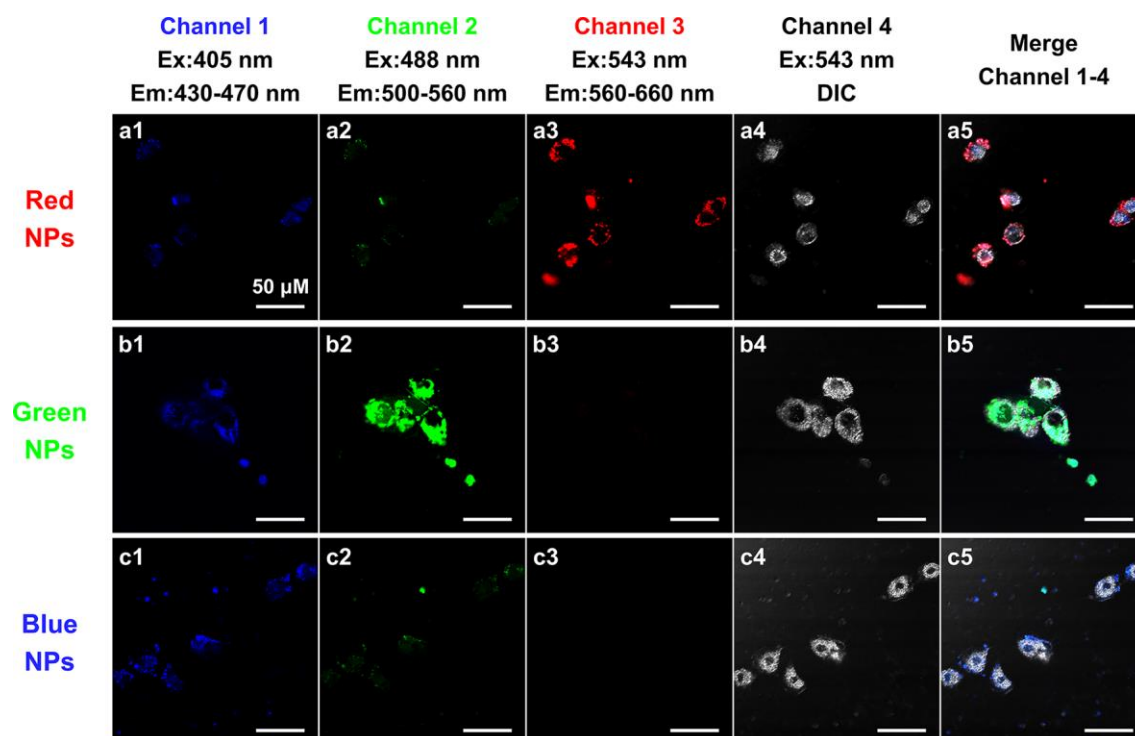 Channel 1
Ex:405 nm
Em:430-470 nm
Channel 2
Ex:488 nm
Em:500-560 nm
Channel 3
Ex:543 nm
Em:560-660 nm
Channel 4
Ex:543 nm
DIC
Merge
Channel 1-4
Red
NPs
a1
50 μM
a2
a3
a4
a5
Green
NPs
b1
b2
b3
b4
b5
Blue
NPs
c1
c2
c3
c4
c5